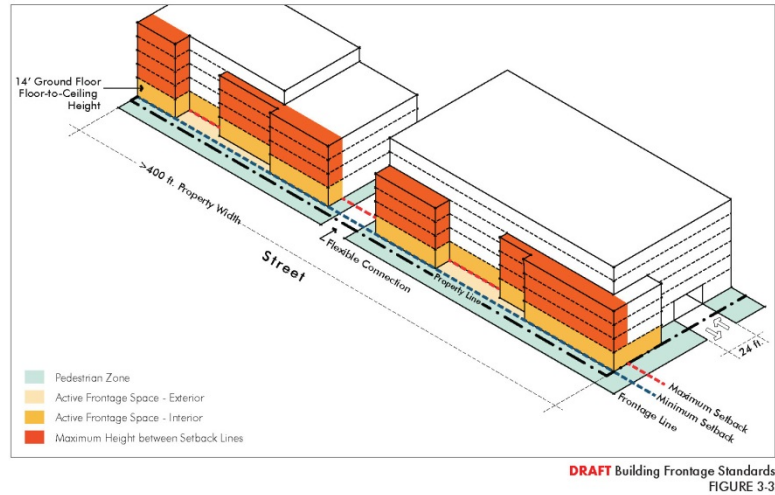 14' Ground Floor
Floor-to-Ceiling
Height
>400 ft. Property Width
Street
Flexible Connection
Property Line
24 ft.
Maximum Setback
Minimum Setback
Frontage Line
Pedestrian Zone
Active Frontage Space - Exterior
Active Frontage Space - Interior
Maximum Height between Setback Lines
DRAFT Building Frontage Standards
FIGURE 3-3